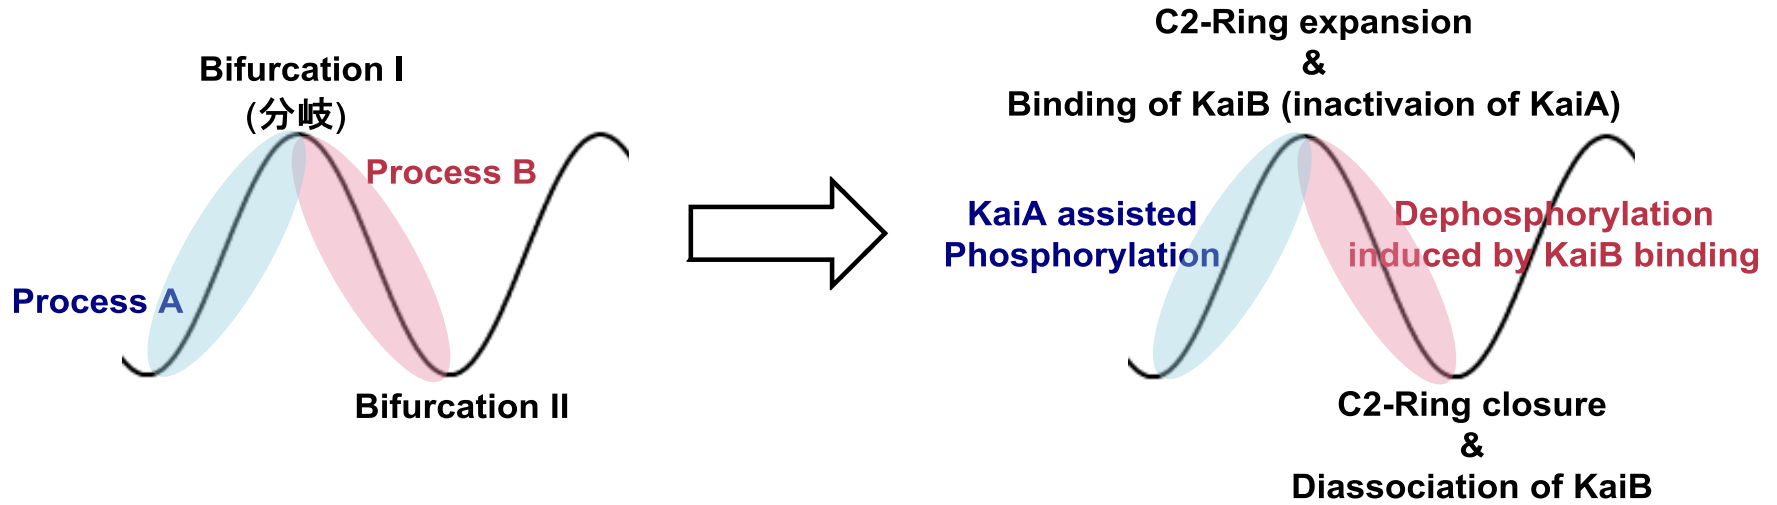 Bifurcation I
(分岐)
Process B
Process A
Bifurcation II
C2-Ring expansion
&
Binding of KaiB (inactivaion of KaiA)
KaiA assisted
Phosphorylation
Dephosphorylation
induced by KaiB binding
C2-Ring closure
&
Diassociation of KaiB